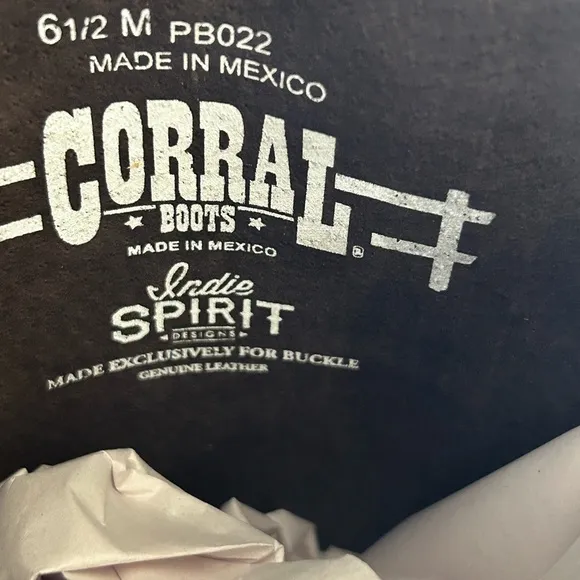 6 1/2 M PB022
MADE IN MEXICO
CORRAL
BOOTS
®
MADE IN MEXICO
Indie
SPIRIT
DESIGNS
MADE EXCLUSIVELY FOR BUCKLE
GENUINE LEATHER